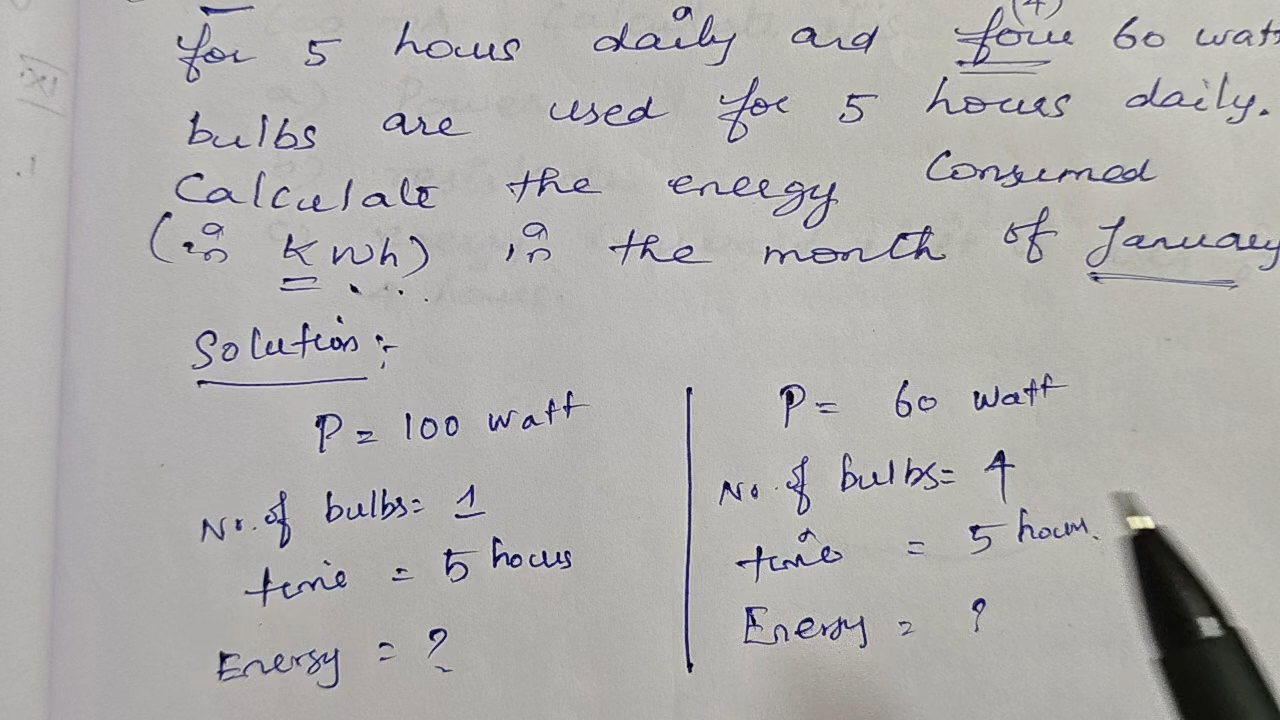 (4)
for 5 hours daily and four 60 watt
bulbs are used for 5 hours daily.
Calculate the energy Consumed
(in kwh) in the month of January
Solution :-
P = 100 watt
No. of bulbs = 1
time = 5 hours
Energy = ?
P = 60 watt
No. of bulbs = 4
time = 5 hours.
Energy = ?